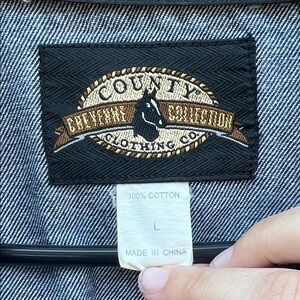 COUNTY
CHEYENNE COLLECTION
CLOTHING CO.
100% COTTON
L
MADE IN CHINA